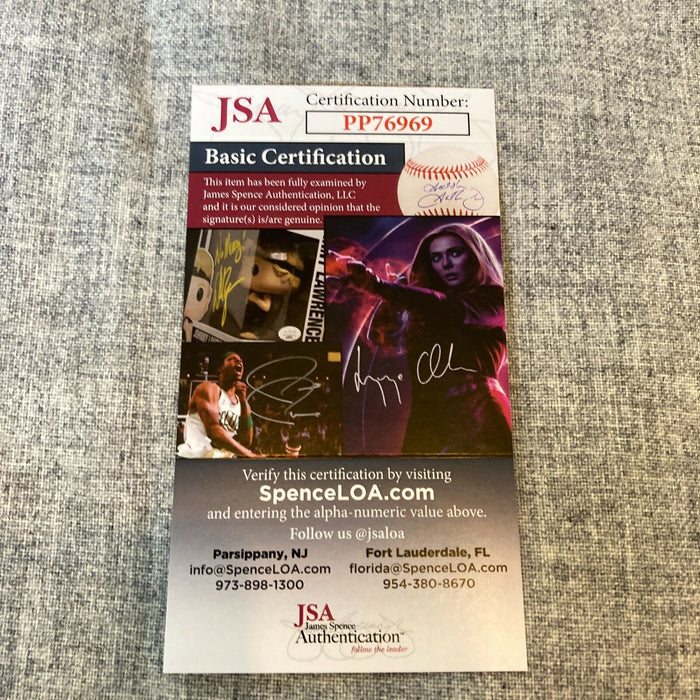 JSA
Certification Number:
PP76969
Basic Certification
This item has been fully examined by
James Spence Authentication, LLC
and it is our considered opinion that the
signature(s) is/are genuine.
LAWRENCE
Verify this certification by visiting
SpenceLOA.com
and entering the alpha-numeric value above.
Follow us @jsaloa
Parsippany, NJ
info@SpenceLOA.com
973-898-1300
Fort Lauderdale, FL
florida@SpenceLOA.com
954-380-8670
JSA
James Spence
Authentication™
follow the leader